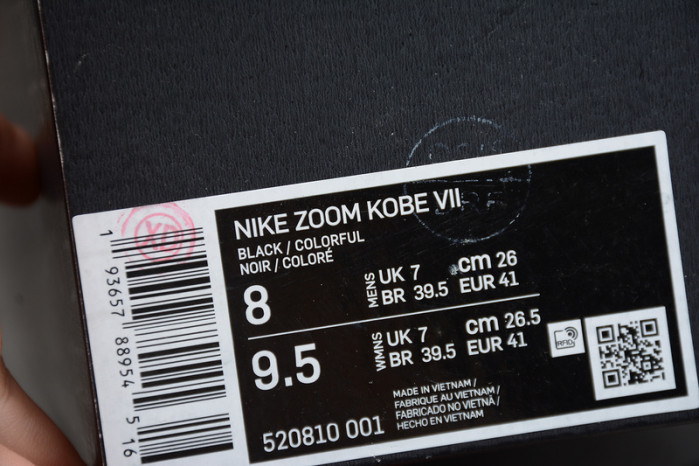 NIKE ZOOM KOBE VII
BLACK / COLORFUL
NOIR / COLORÉ
8
MENS
UK 7 cm 26
BR 39.5 EUR 41
9.5
WMNS
UK 7 cm 26.5
BR 39.5 EUR 41
RFID
520810 001
MADE IN VIETNAM /
FABRIQUE AU VIETNAM /
FABRICADO NO VIETNÃ /
HECHO EN VIETNAM
1 93657 88954 5 16
XD